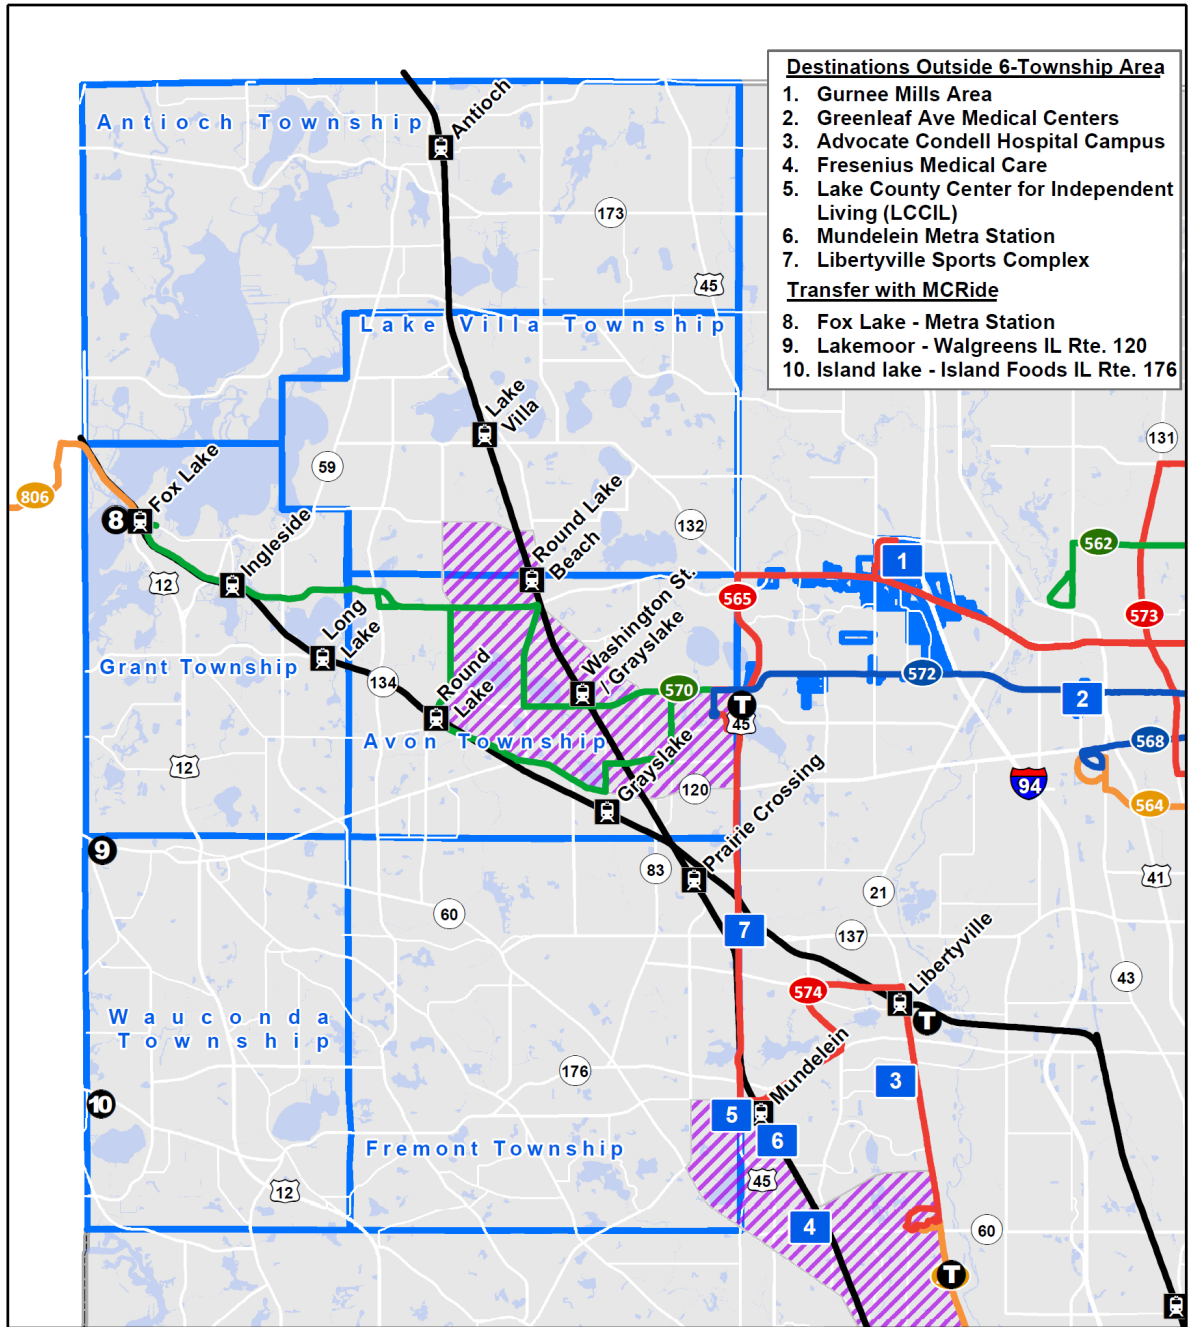 Destinations Outside 6-Township Area
1. Gurnee Mills Area
2. Greenleaf Ave Medical Centers
3. Advocate Condell Hospital Campus
4. Fresenius Medical Care
5. Lake County Center for Independent
Living (LCCIL)
6. Mundelein Metra Station
7. Libertyville Sports Complex
Transfer with MCRide
8. Fox Lake - Metra Station
9. Lakemoor - Walgreens IL Rte. 120
10. Island lake - Island Foods IL Rte. 176
Antioch Township
Antioch
173
45
Lake Villa Township
Lake
Villa
131
59
806
Fox Lake
8
Ingleside
12
Round Lake
Beach
132
562
1
565
573
Long
Lake
Washington St.
/ Grayslake
Grant Township
134
Round
Lake
570
572
2
T
45
Avon Township
568
12
Grayslake
120
94
564
Prairie Crossing
9
83
41
21
60
7
137
Libertyville
43
574
T
Wauconda
Township
Mundelein
176
3
10
5
6
Fremont Township
12
45
4
60
T